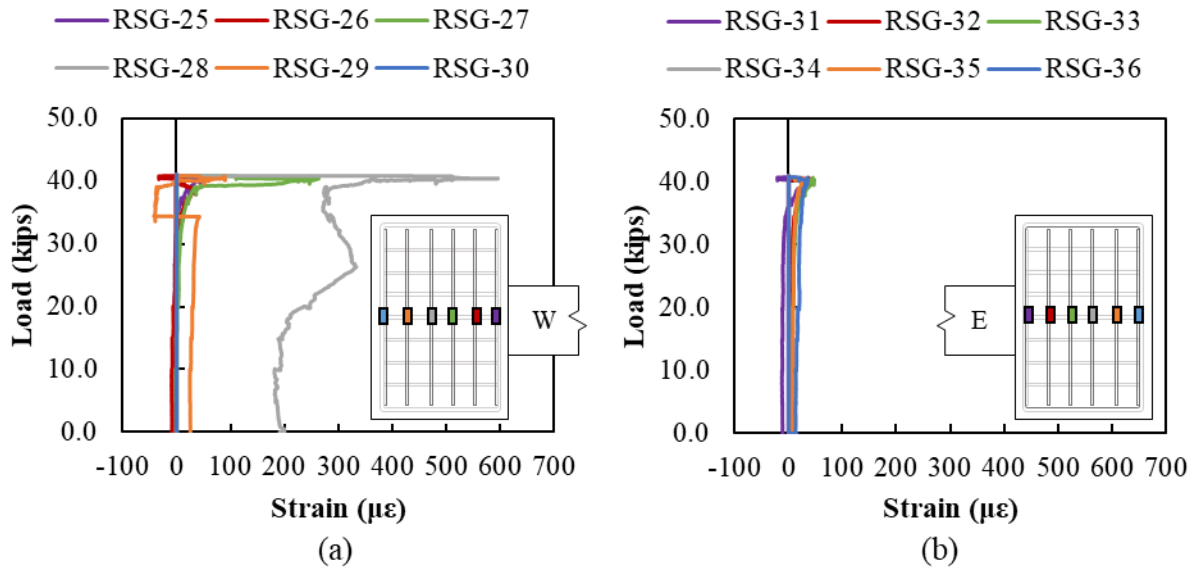 RSG-25 RSG-26 RSG-27
RSG-28 RSG-29 RSG-30
50.0
40.0
30.0
20.0
10.0
0.0
Load (kips)
W
-100 0 100 200 300 400 500 600 700
Strain (με)
(a)
RSG-31 RSG-32 RSG-33
RSG-34 RSG-35 RSG-36
50.0
40.0
30.0
20.0
10.0
0.0
Load (kips)
E
-100 0 100 200 300 400 500 600 700
Strain (με)
(b)